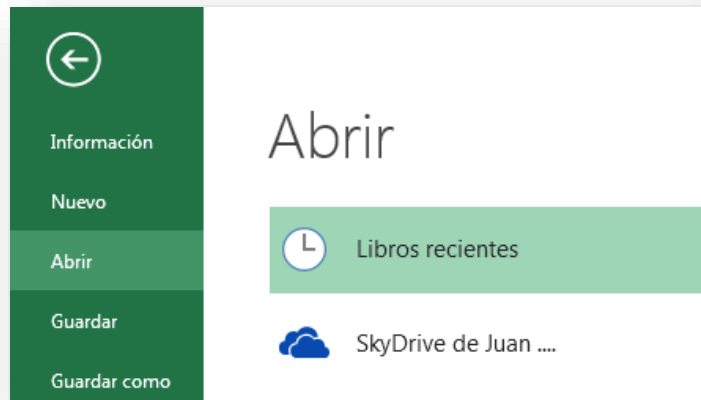 Información
Nuevo
Abrir
Guardar
Guardar como
Abrir
Libros recientes
SkyDrive de Juan ....